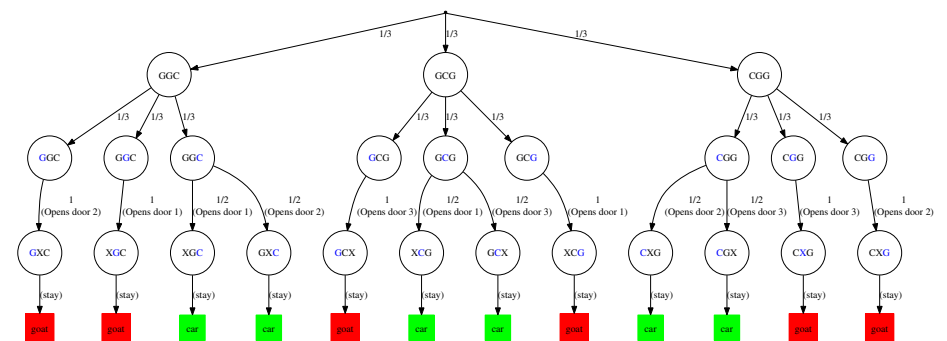 1/3 1/3 1/3
GGC GCG CGG
1/3 1/3 1/3 1/3 1/3 1/3 1/3 1/3 1/3
GGC GGC GGC GCG GCG GCG CGG CGG CGG
1 1 1/2 1/2 1 1/2 1/2 1 1/2 1/2 1 1
(Opens door 2) (Opens door 1) (Opens door 1) (Opens door 2) (Opens door 3) (Opens door 1) (Opens door 3) (Opens door 1) (Opens door 2) (Opens door 3) (Opens door 3) (Opens door 2)
GXC XGC XGC GXC GCX XCG GCX XCG CXG CGX CXG CXG
(stay) (stay) (stay) (stay) (stay) (stay) (stay) (stay) (stay) (stay) (stay) (stay)
goat goat car car goat car car goat car car goat goat